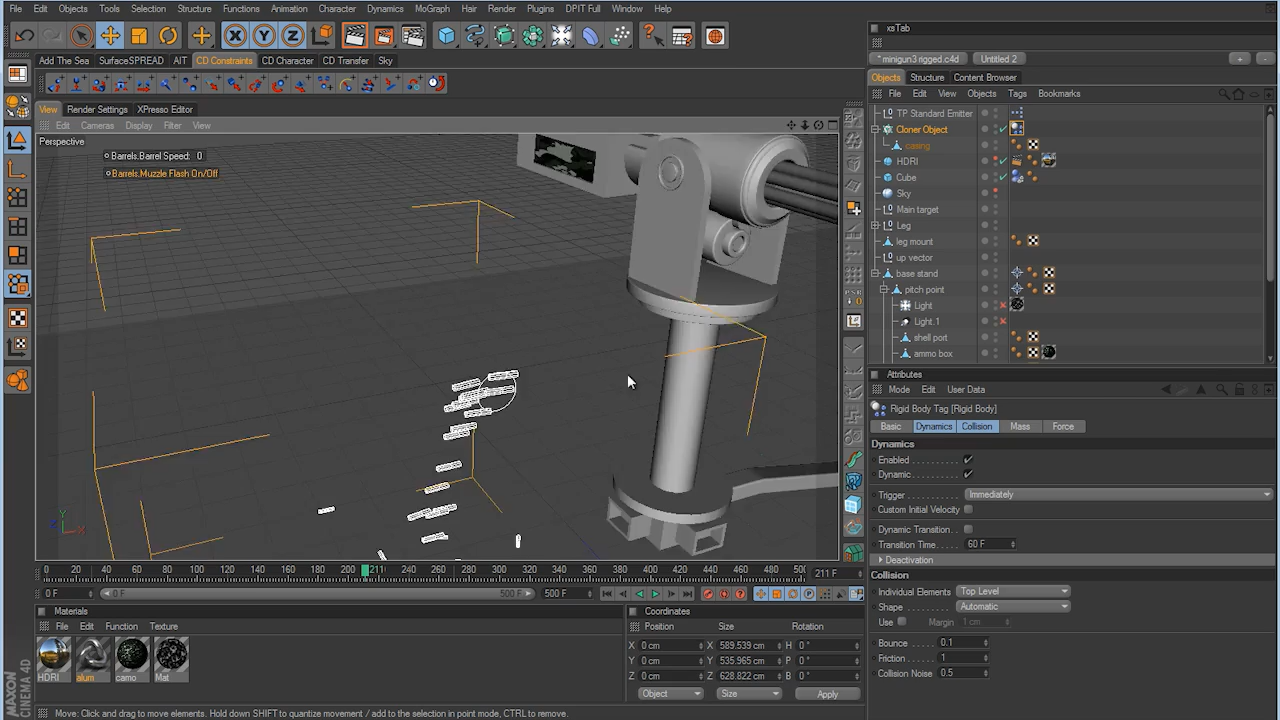 File Edit Objects Tools Selection Structure Functions Animation Character Dynamics MoGraph Hair Render Plugins DPIT Full Window Help
xsTab
* minigun3 rigged.c4d Untitled 2 + -
Add The Sea SurfaceSPREAD AIT CD Constraints CD Character CD Transfer Sky
Objects Structure Content Browser
File Edit View Objects Tags Bookmarks
View Render Settings XPresso Editor
Edit Cameras Display Filter View
Perspective
Barrels.Barrel Speed: 0
Barrels.Muzzle Flash On/Off
TP Standard Emitter
Cloner Object
casing
HDRI
Cube
Sky
Main target
Leg
leg mount
up vector
base stand
pitch point
Light
Light.1
shell port
ammo box
Attributes
Mode Edit User Data
Rigid Body Tag [Rigid Body]
Basic Dynamics Collision Mass Force
Dynamics
Enabled
Dynamic
Trigger Immediately
Custom Initial Velocity
Dynamic Transition
Transition Time 60 F
Deactivation
Collision
Individual Elements Top Level
Shape Automatic
Use Margin 1 cm
Bounce 0.1
Friction 1
Collision Noise 0.5
X Y Z
Y X Z
0 20 40 60 80 100 120 140 160 180 200 211 240 260 280 300 320 340 360 380 400 420 440 460 480 500 211 F
0 F 0 F 500 F 500 F
Materials
File Edit Function Texture
HDRI alum camo Mat
Coordinates
Position Size Rotation
X 0 cm X 589.539 cm H 0 °
Y 0 cm Y 535.965 cm P 0 °
Z 0 cm Z 628.822 cm B 0 °
Object Size Apply
MAXON CINEMA 4D
Move: Click and drag to move elements. Hold down SHIFT to quantize movement / add to the selection in point mode, CTRL to remove.